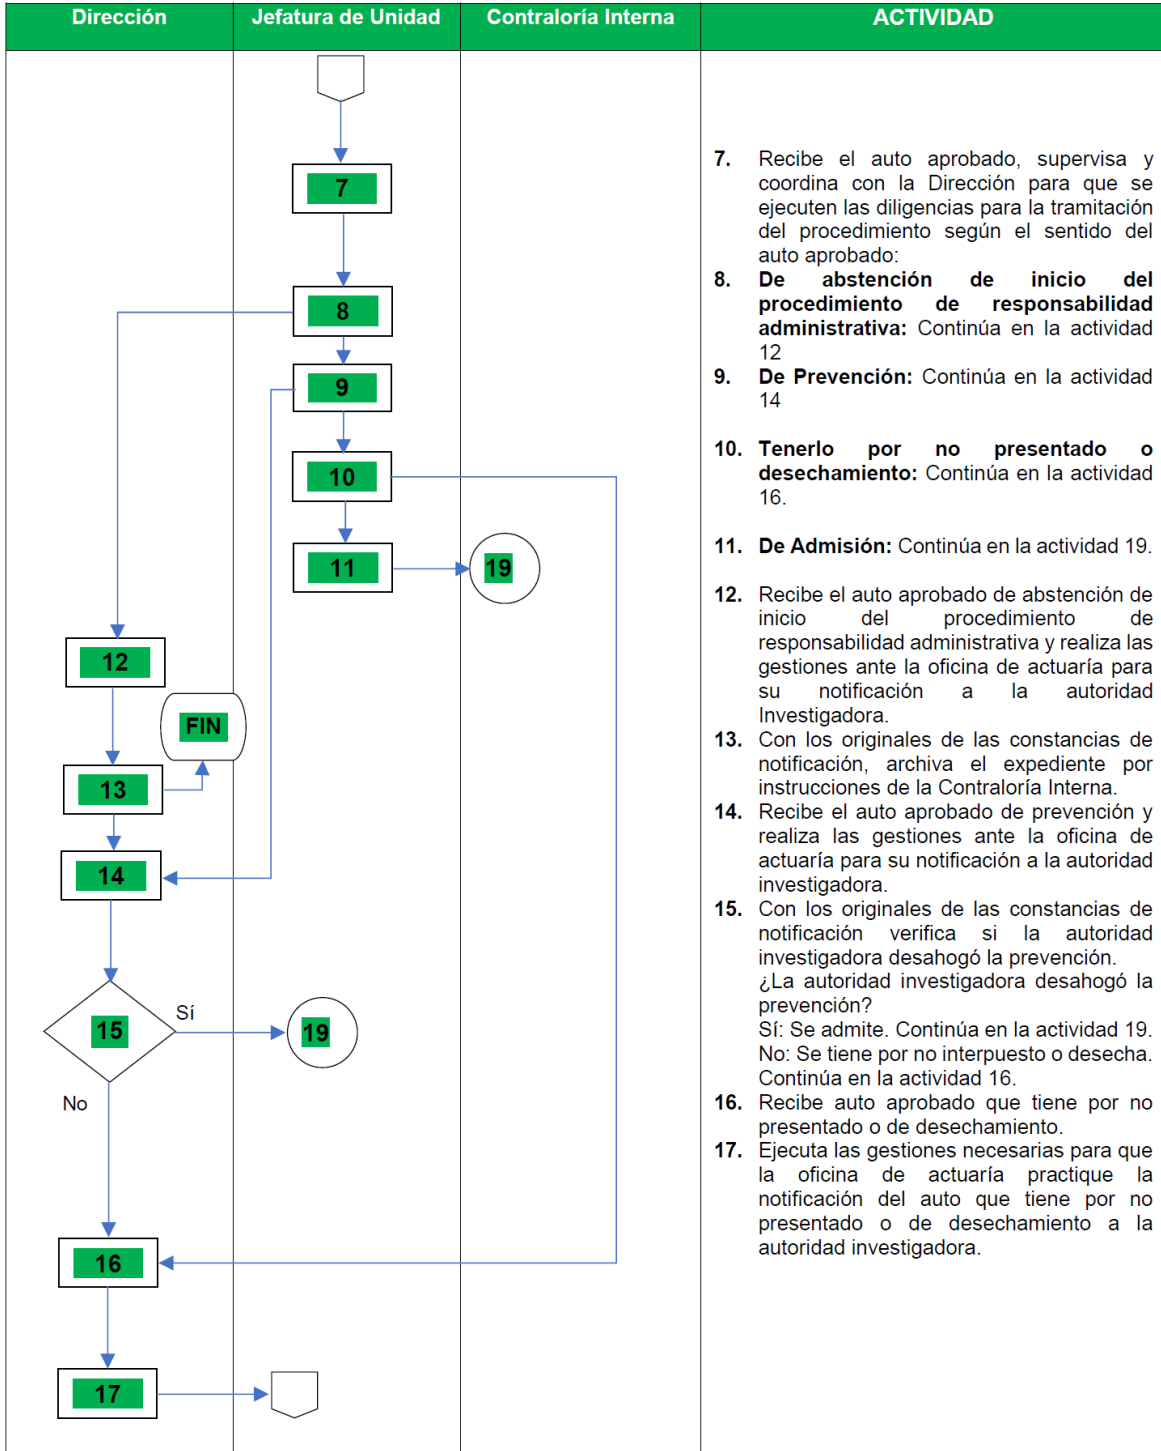 Dirección
Jefatura de Unidad
Contraloría Interna
ACTIVIDAD
7
8
9
10
11
19
12
FIN
13
14
15
Sí
19
No
16
17
7. Recibe el auto aprobado, supervisa y
coordina con la Dirección para que se
ejecuten las diligencias para la tramitación
del procedimiento según el sentido del
auto aprobado:
8. De abstención de inicio del
procedimiento de responsabilidad
administrativa: Continúa en la actividad
12
9. De Prevención: Continúa en la actividad
14
10. Tenerlo por no presentado o
desechamiento: Continúa en la actividad
16.
11. De Admisión: Continúa en la actividad 19.
12. Recibe el auto aprobado de abstención de
inicio del procedimiento de
responsabilidad administrativa y realiza las
gestiones ante la oficina de actuaría para
su notificación a la autoridad
Investigadora.
13. Con los originales de las constancias de
notificación, archiva el expediente por
instrucciones de la Contraloría Interna.
14. Recibe el auto aprobado de prevención y
realiza las gestiones ante la oficina de
actuaría para su notificación a la autoridad
investigadora.
15. Con los originales de las constancias de
notificación verifica si la autoridad
investigadora desahogó la prevención.
¿La autoridad investigadora desahogó la
prevención?
Sí: Se admite. Continúa en la actividad 19.
No: Se tiene por no interpuesto o desecha.
Continúa en la actividad 16.
16. Recibe auto aprobado que tiene por no
presentado o de desechamiento.
17. Ejecuta las gestiones necesarias para que
la oficina de actuaría practique la
notificación del auto que tiene por no
presentado o de desechamiento a la
autoridad investigadora.